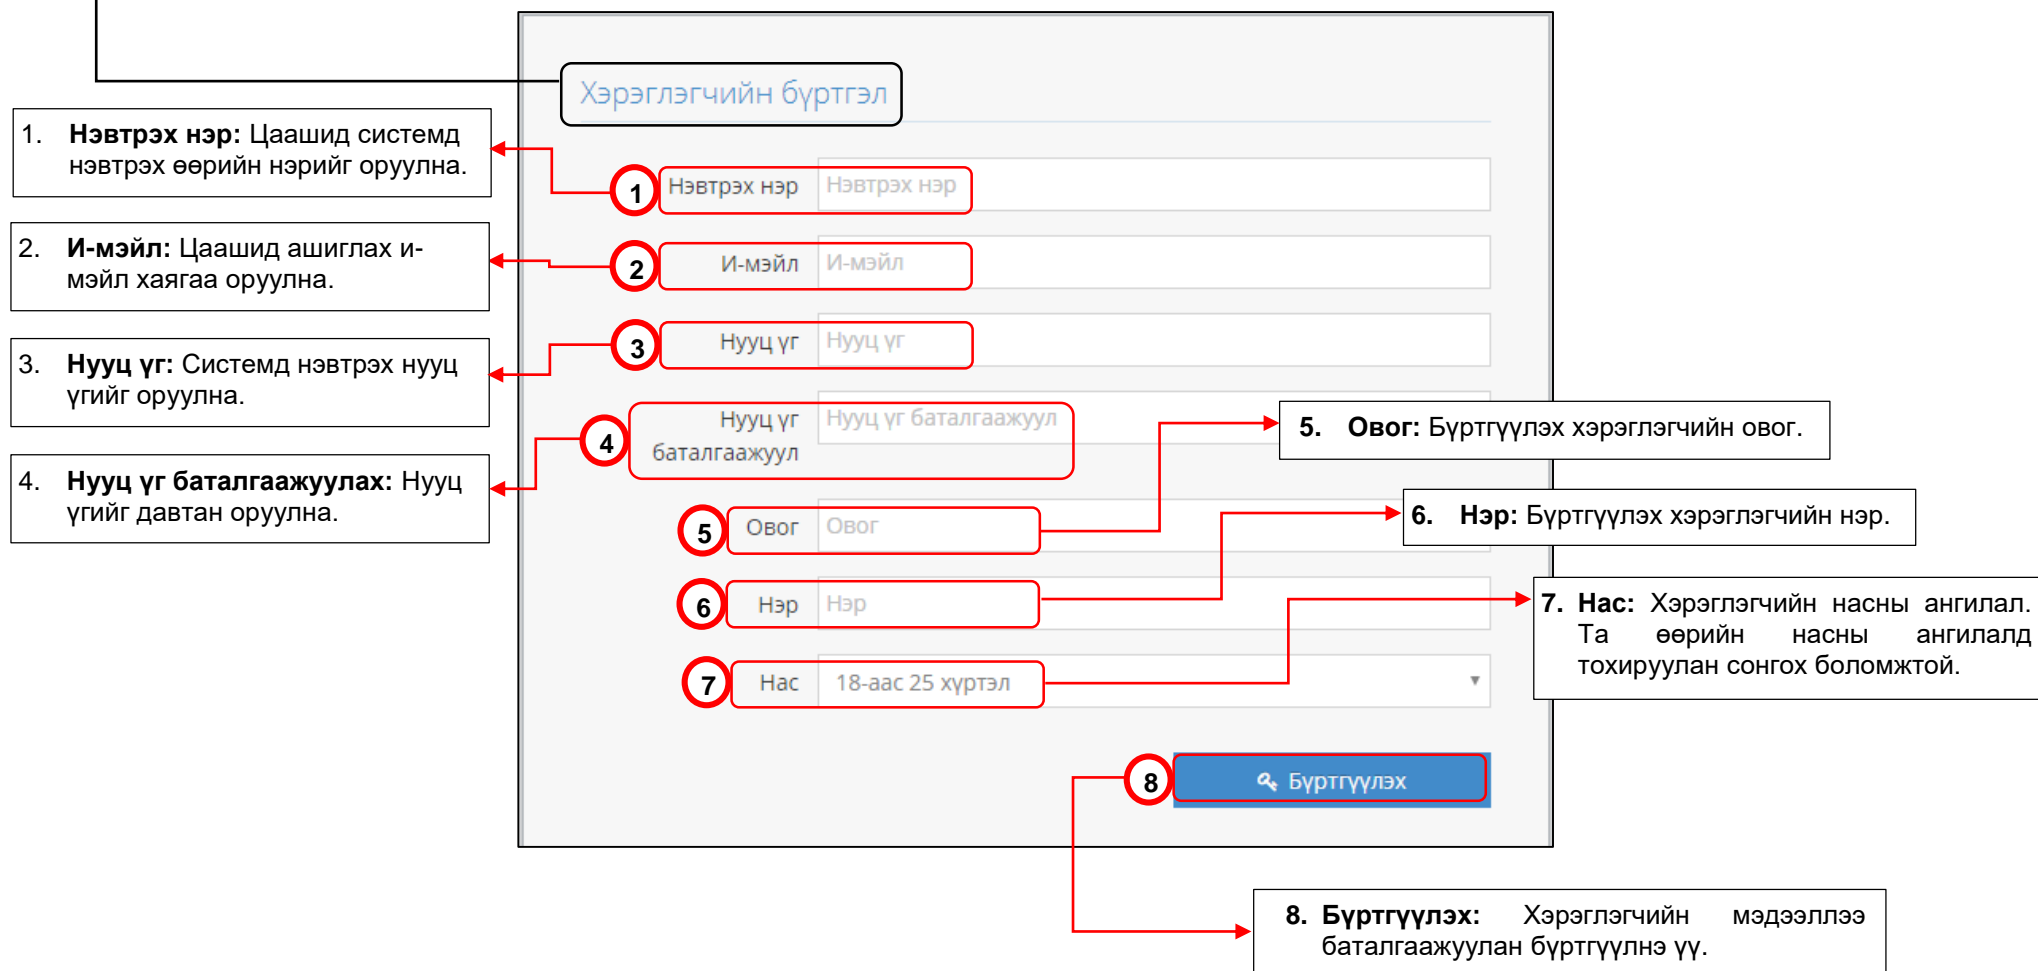 Хэрэглэгчийн бүртгэл
1. Нэвтрэх нэр: Цаашид системд
нэвтрэх өөрийн нэрийг оруулна.
2. И-мэйл: Цаашид ашиглах и-
мэйл хаягаа оруулна.
3. Нууц үг: Системд нэвтрэх нууц
үгийг оруулна.
4. Нууц үг баталгаажуулах: Нууц
үгийг давтан оруулна.
1 Нэвтрэх нэр Нэвтрэх нэр
2 И-мэйл И-мэйл
3 Нууц үг Нууц үг
4 Нууц үг Нууц үг баталгаажуул
баталгаажуул
5 Овог Овог
6 Нэр Нэр
7 Нас 18-аас 25 хүртэл
8 Бүртгүүлэх
5. Овог: Бүртгүүлэх хэрэглэгчийн овог.
6. Нэр: Бүртгүүлэх хэрэглэгчийн нэр.
7. Нас: Хэрэглэгчийн насны ангилал.
Та өөрийн насны ангилалд
тохируулан сонгох боломжтой.
8. Бүртгүүлэх: Хэрэглэгчийн мэдээллээ
баталгаажуулан бүртгүүлнэ үү.